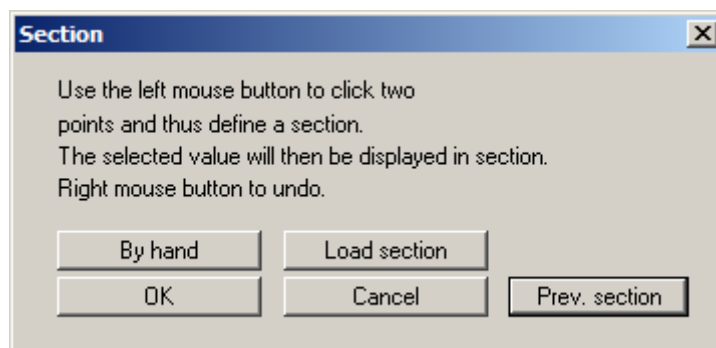 Section
Use the left mouse button to click two
points and thus define a section.
The selected value will then be displayed in section.
Right mouse button to undo.
By hand Load section
OK Cancel Prev. section